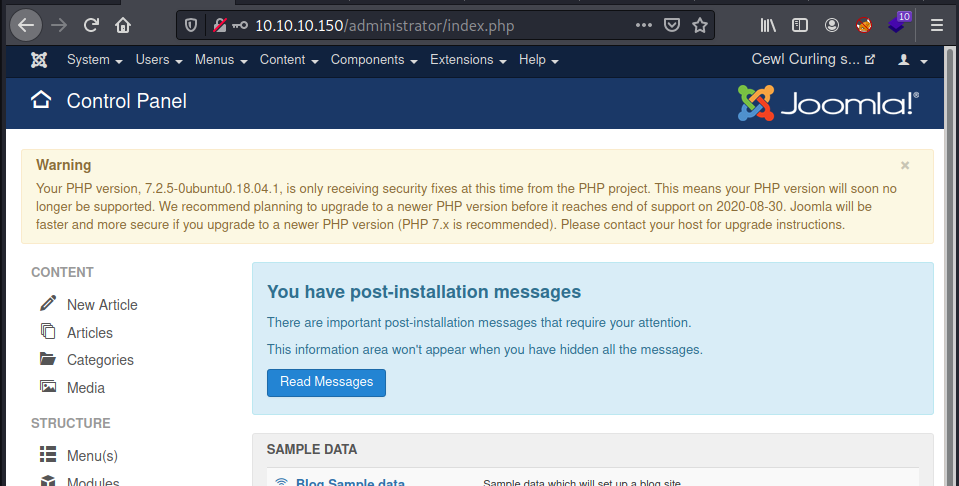 10.10.10.150/administrator/index.php
10
System Users Menus Content Components Extensions Help Cewl Curling s...
Control Panel
Joomla!®
Warning
Your PHP version, 7.2.5-0ubuntu0.18.04.1, is only receiving security fixes at this time from the PHP project. This means your PHP version will soon no
longer be supported. We recommend planning to upgrade to a newer PHP version before it reaches end of support on 2020-08-30. Joomla will be
faster and more secure if you upgrade to a newer PHP version (PHP 7.x is recommended). Please contact your host for upgrade instructions.
CONTENT
New Article
Articles
Categories
Media
STRUCTURE
Menu(s)
Modules
You have post-installation messages
There are important post-installation messages that require your attention.
This information area won't appear when you have hidden all the messages.
Read Messages
SAMPLE DATA
Blog Sample data
Sample data which will set up a blog site